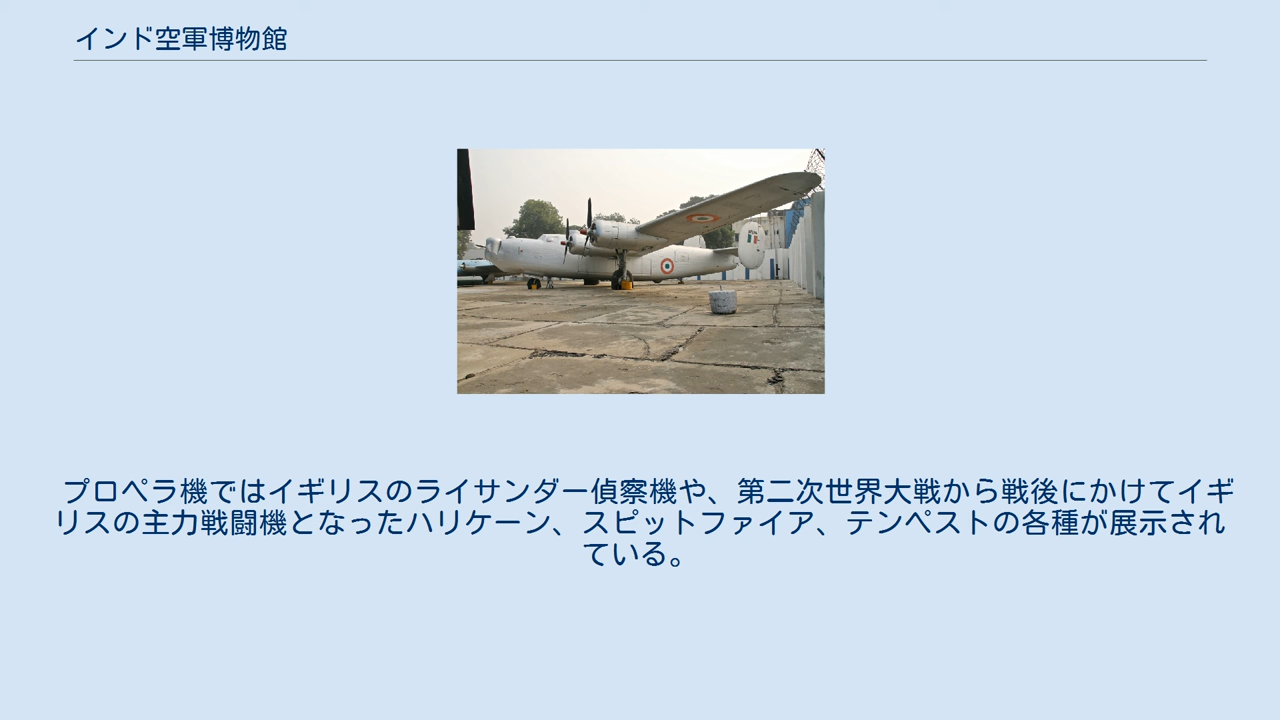 インド空軍博物館
プロペラ機ではイギリスのライサンダー偵察機や、第二次世界大戦から戦後にかけてイギ
リスの主力戦闘機となったハリケーン、スピットファイア、テンペストの各種が展示され
ている。